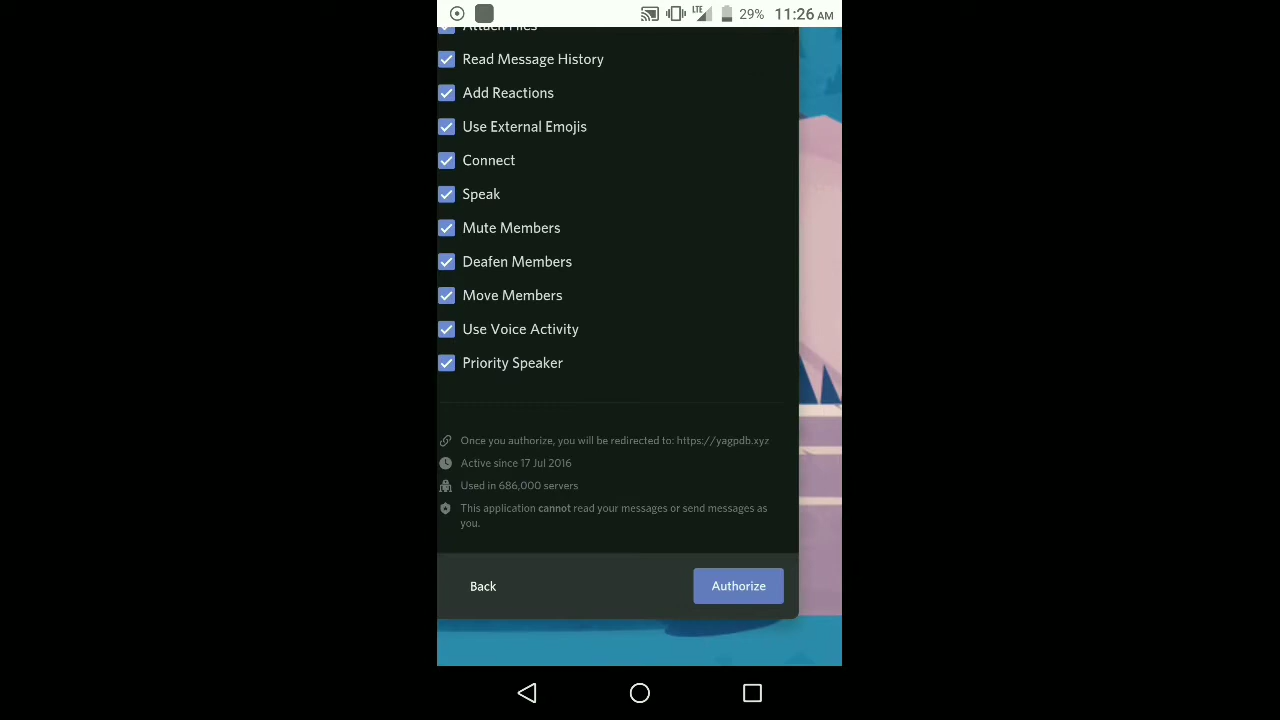 LTE 29% 11:26 AM
Attach Files
Read Message History
Add Reactions
Use External Emojis
Connect
Speak
Mute Members
Deafen Members
Move Members
Use Voice Activity
Priority Speaker
Once you authorize, you will be redirected to: https://yagpdb.xyz
Active since 17 Jul 2016
Used in 686,000 servers
This application cannot read your messages or send messages as
you.
Back Authorize